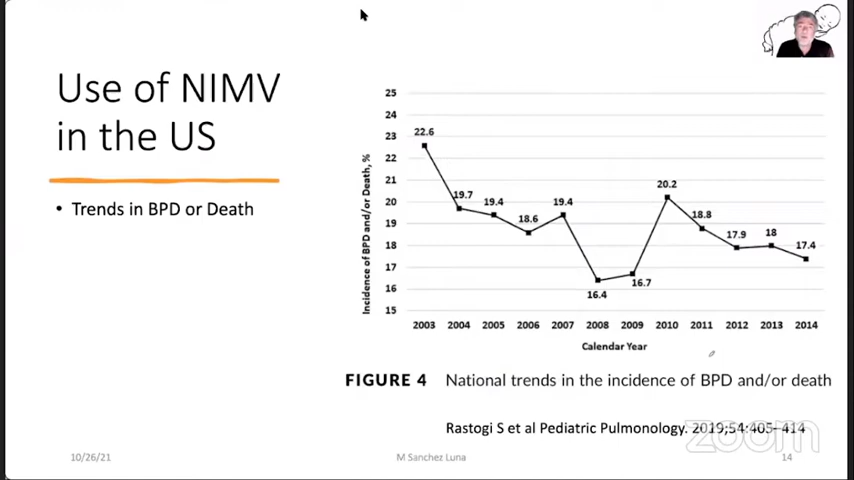 Use of NIMV
in the US
• Trends in BPD or Death
Incidence of BPD and/or Death, %
25
24
23
22
21
20
19
18
17
16
15
22.6
19.7
19.4
18.6
19.4
16.4
16.7
20.2
18.8
17.9
18
17.4
2003 2004 2005 2006 2007 2008 2009 2010 2011 2012 2013 2014
Calendar Year
FIGURE 4 National trends in the incidence of BPD and/or death
Rastogi S et al Pediatric Pulmonology. 2019;54:405–414
zoom
10/26/21 M Sanchez Luna 14